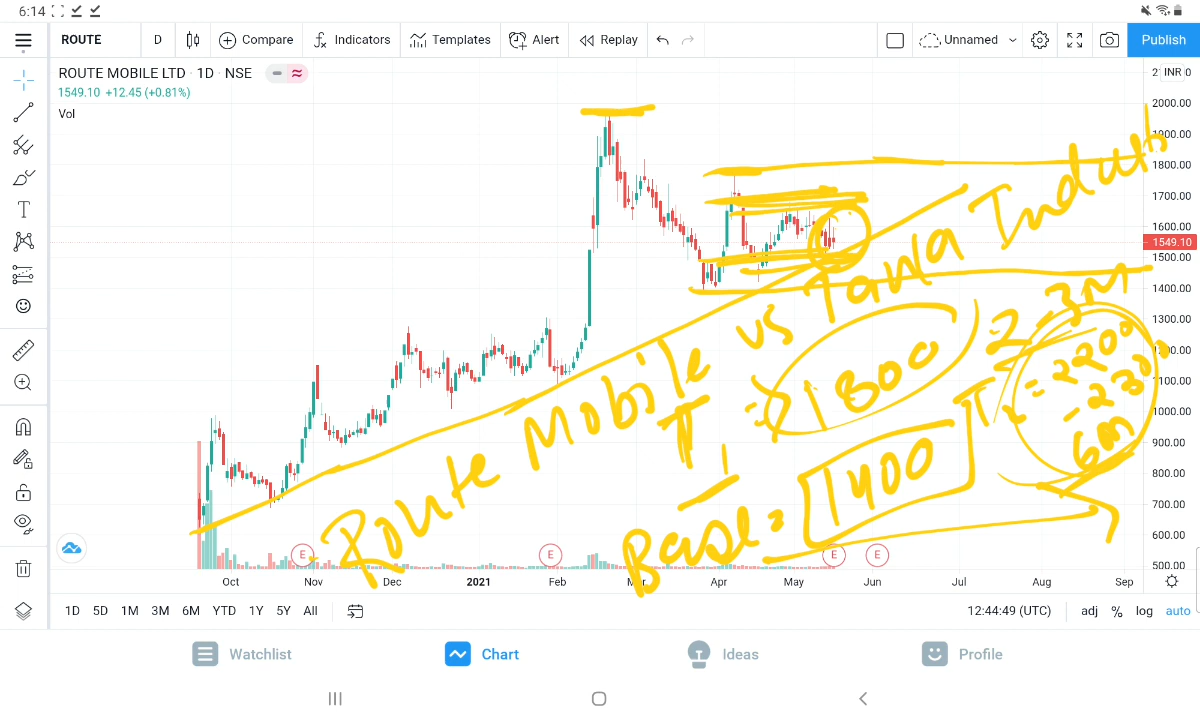 6:14
ROUTE D Compare Indicators Templates Alert Replay Unnamed Publish
ROUTE MOBILE LTD · 1D · NSE
1549.10 +12.45 (+0.81%)
Vol
INR
2000.00
1900.00
1800.00
1700.00
1600.00
1549.10
1500.00
1400.00
1300.00
1200.00
1100.00
1000.00
900.00
800.00
700.00
600.00
500.00
Route Mobile vs Tanla
1800
2-3M
2200
-230
6m
Base = 1400
E E E E
Oct Nov Dec 2021 Feb Mar Apr May Jun Jul Aug Sep
1D 5D 1M 3M 6M YTD 1Y 5Y All 12:44:49 (UTC) adj % log auto
Watchlist Chart Ideas Profile